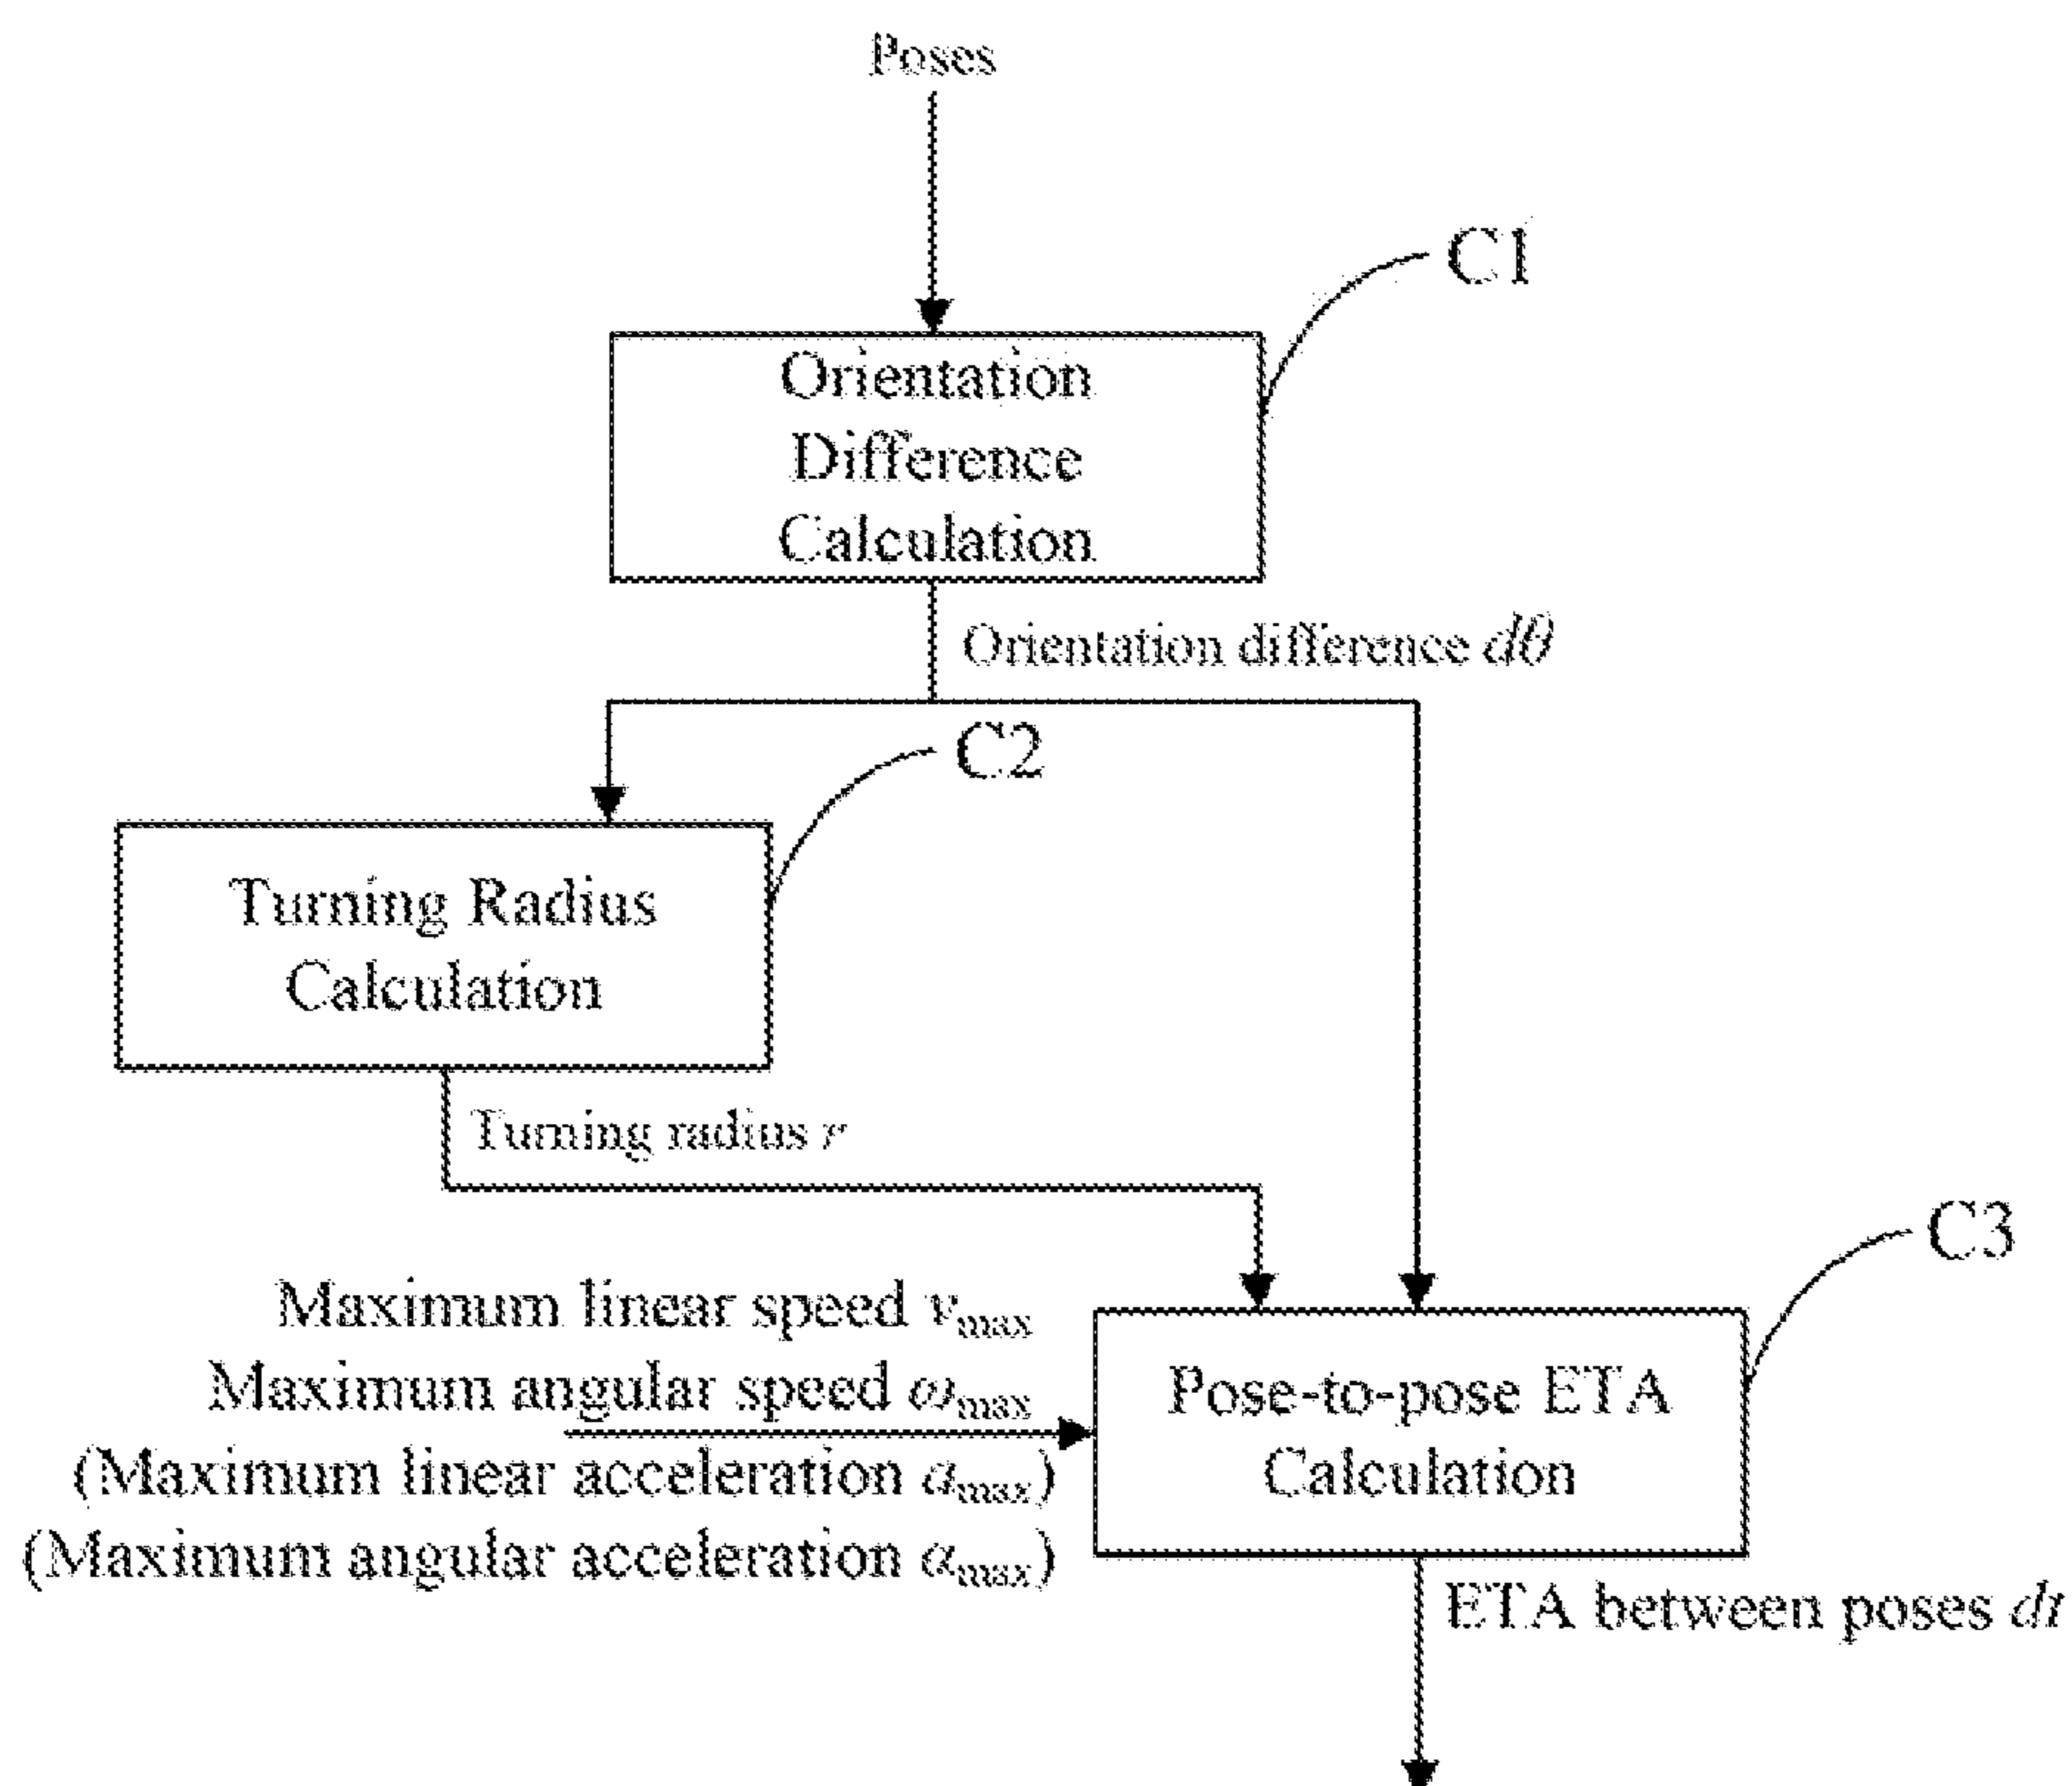 Poses
C1
Orientation
Difference
Calculation
Orientation difference dθ
C2
Turning Radius
Calculation
Turning radius r
C3
Maximum linear speed vmax
Maximum angular speed ωmax
(Maximum linear acceleration amax)
(Maximum angular acceleration αmax)
Pose-to-pose ETA
Calculation
ETA between poses dt